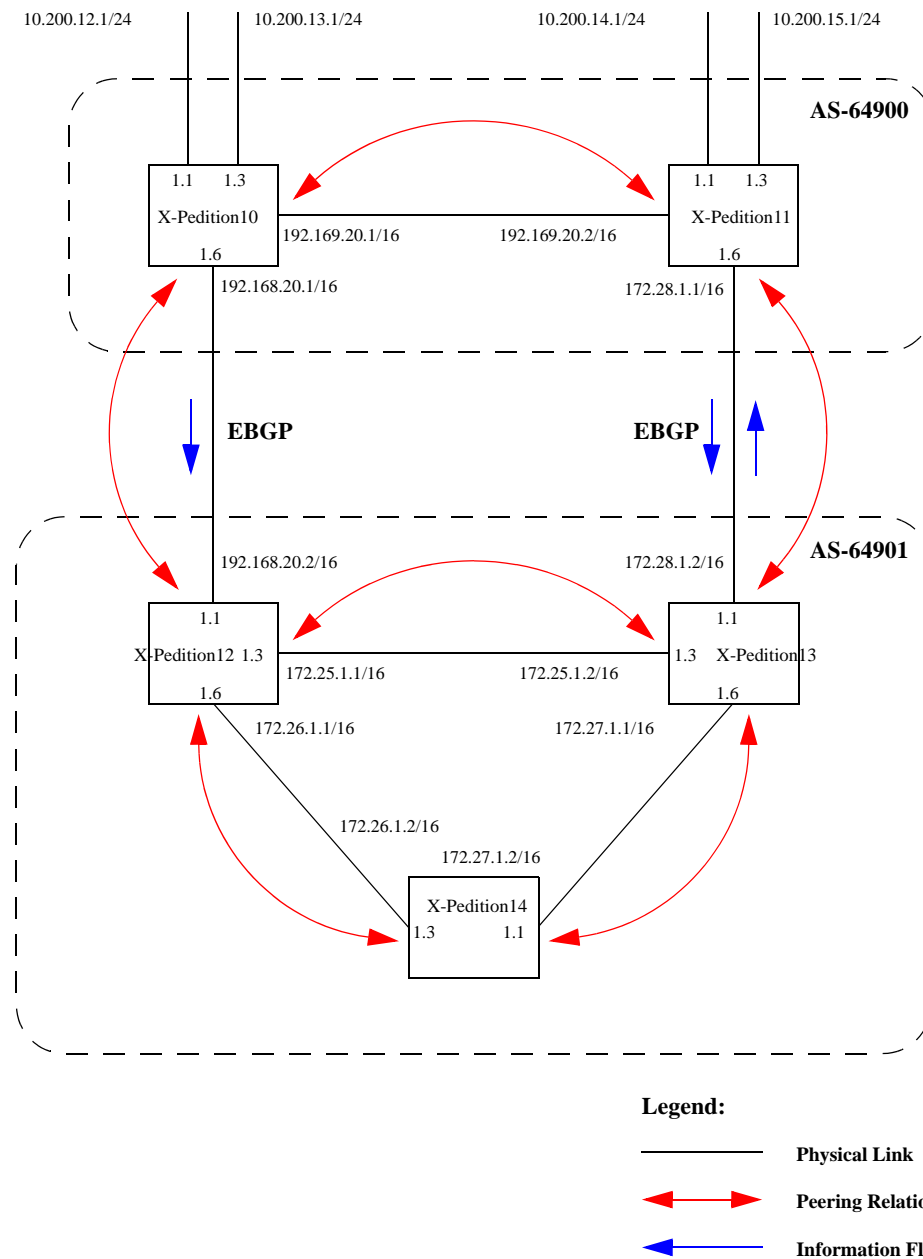 10.200.12.1/24
10.200.13.1/24
10.200.14.1/24
10.200.15.1/24
AS-64900
1.1 1.3
X-Pedition10
1.6
1.1 1.3
X-Pedition11
1.6
192.169.20.1/16
192.169.20.2/16
192.168.20.1/16
172.28.1.1/16
EBGP
EBGP
AS-64901
192.168.20.2/16
172.28.1.2/16
1.1
X-Pedition12 1.3
1.6
1.1
1.3 X-Pedition13
1.6
172.25.1.1/16
172.25.1.2/16
172.26.1.1/16
172.27.1.1/16
172.26.1.2/16
172.27.1.2/16
X-Pedition14
1.3 1.1
Legend:
Physical Link
Peering Relatio
Information Fl